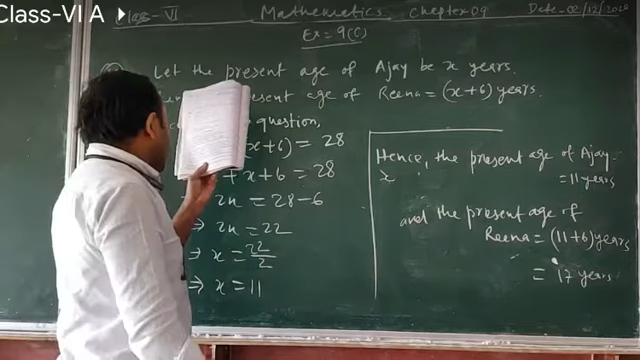 Class-VI A
Class - VI Mathematics Chapter 09 Date - 02/12/2020
Ex = 9(C)
Let the present age of Ajay be x years.
present age of Reena = (x+6) years.
question,
x+6) = 28
+ x + 6 = 28
2x = 28 - 6
⇒ 2x = 22
⇒ x = 22/2
⇒ x = 11
Hence, the present age of Ajay
x = 11 years
and the present age of
Reena = (11+6) years
= 17 years